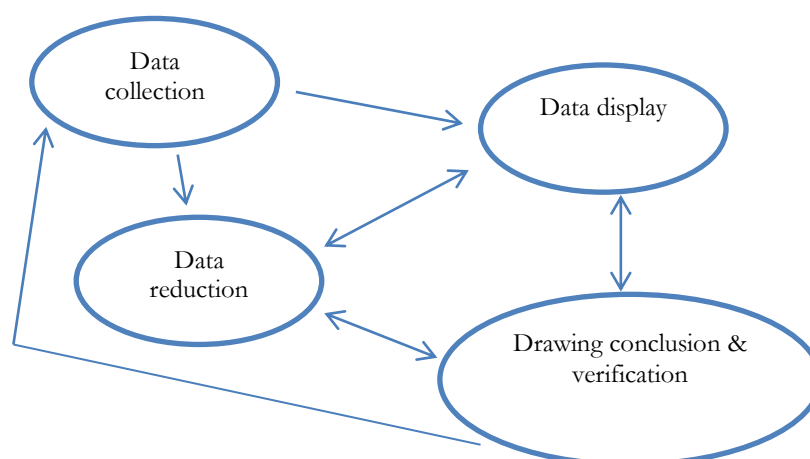 Data
collection
Data display
Data
reduction
Drawing conclusion &
verification